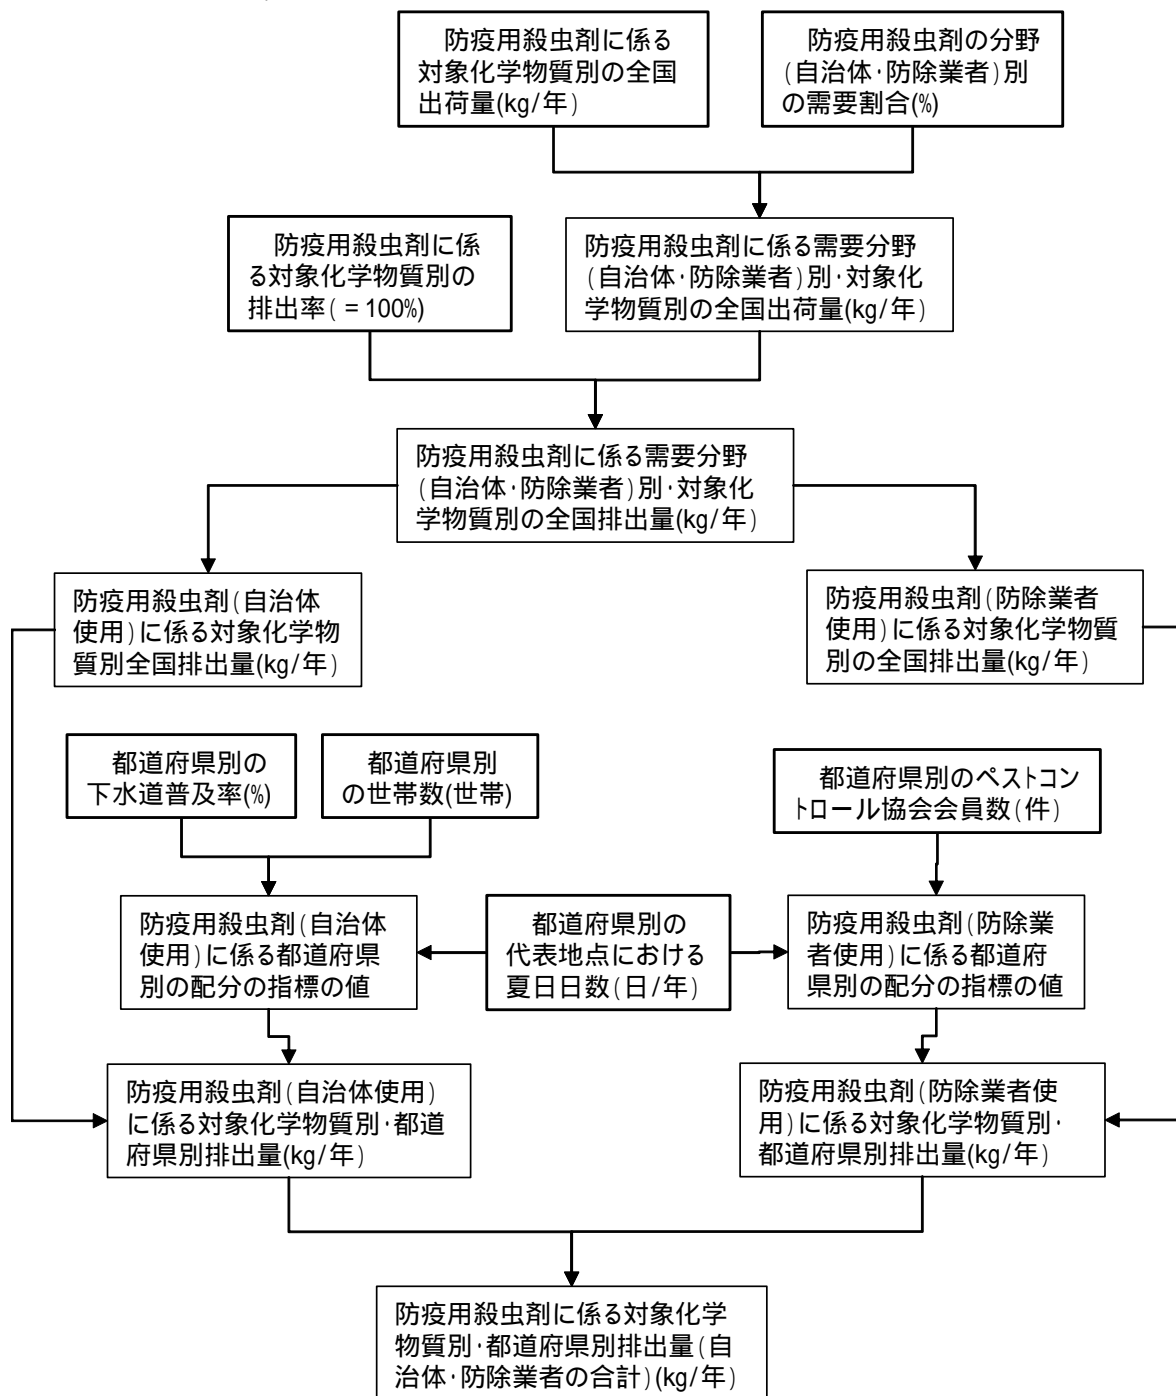 防疫用殺虫剤に係る
対象化学物質別の全国
出荷量(kg/年)
防疫用殺虫剤の分野
(自治体・防除業者)別
の需要割合(%)
防疫用殺虫剤に係
る対象化学物質別の
排出率(=100%)
防疫用殺虫剤に係る需要分野
(自治体・防除業者)別・対象化
学物質別の全国出荷量(kg/年)
防疫用殺虫剤に係る需要分野
(自治体・防除業者)別・対象化
学物質別の全国排出量(kg/年)
防疫用殺虫剤(自治体
使用)に係る対象化学物
質別全国排出量(kg/年)
防疫用殺虫剤(防除業者
使用)に係る対象化学物質
別の全国排出量(kg/年)
都道府県別の
下水道普及率(%)
都道府県別
の世帯数(世帯)
都道府県別のペストコン
トロール協会会員数(件)
防疫用殺虫剤(自治体
使用)に係る都道府県
別の配分の指標の値
都道府県別の
代表地点における
夏日日数(日/年)
防疫用殺虫剤(防除業
者使用)に係る都道府
県別の配分の指標の値
防疫用殺虫剤(自治体使用)
に係る対象化学物質別・都道
府県別排出量(kg/年)
防疫用殺虫剤(防除業者使
用)に係る対象化学物質別・
都道府県別排出量(kg/年)
防疫用殺虫剤に係る対象化学
物質別・都道府県別排出量(自
治体・防除業者の合計)(kg/年)